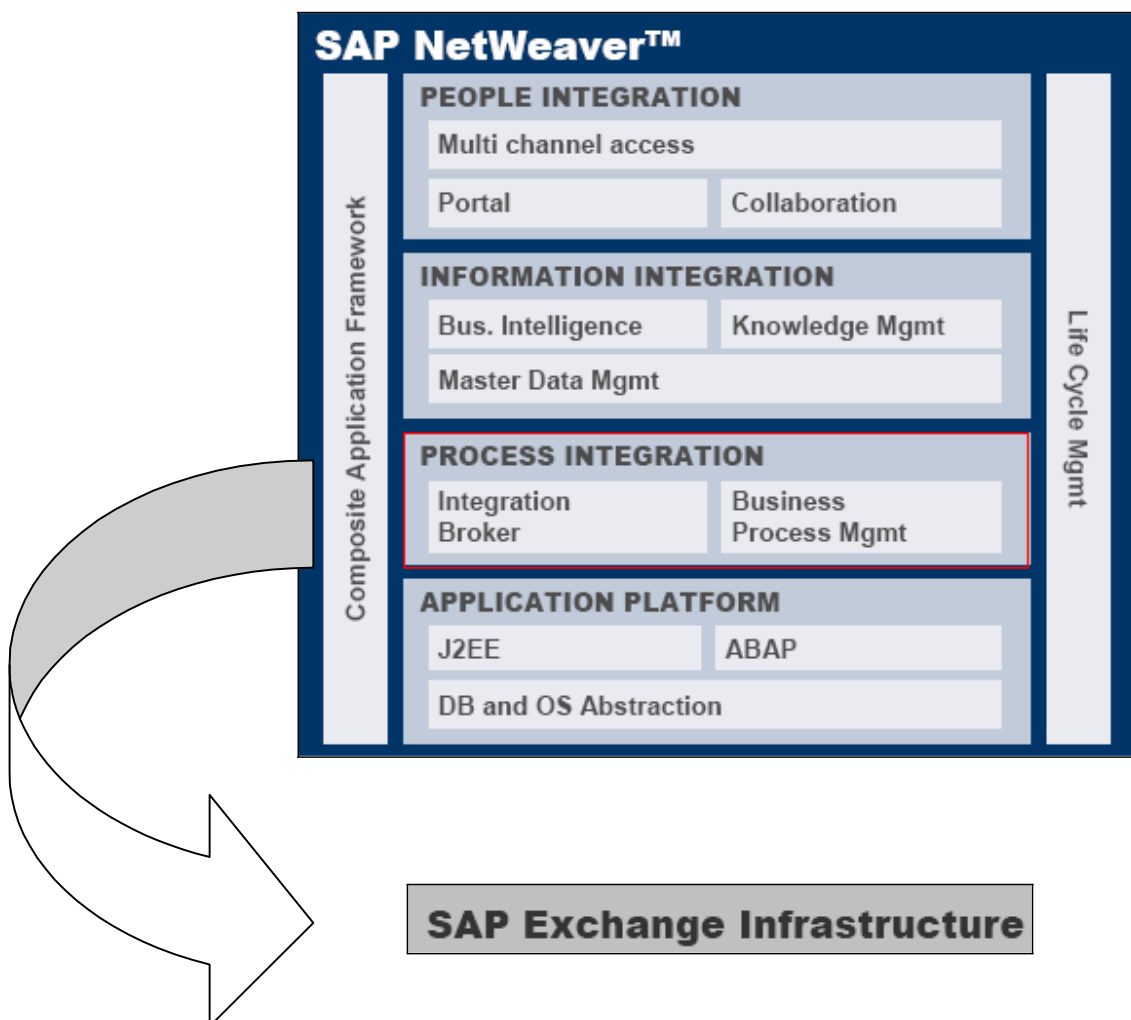 SAP NetWeaver™
Composite Application Framework
PEOPLE INTEGRATION
Multi channel access
Portal
Collaboration
INFORMATION INTEGRATION
Bus. Intelligence
Knowledge Mgmt
Master Data Mgmt
PROCESS INTEGRATION
Integration
Broker
Business
Process Mgmt
APPLICATION PLATFORM
J2EE
ABAP
DB and OS Abstraction
Life Cycle Mgmt
SAP Exchange Infrastructure